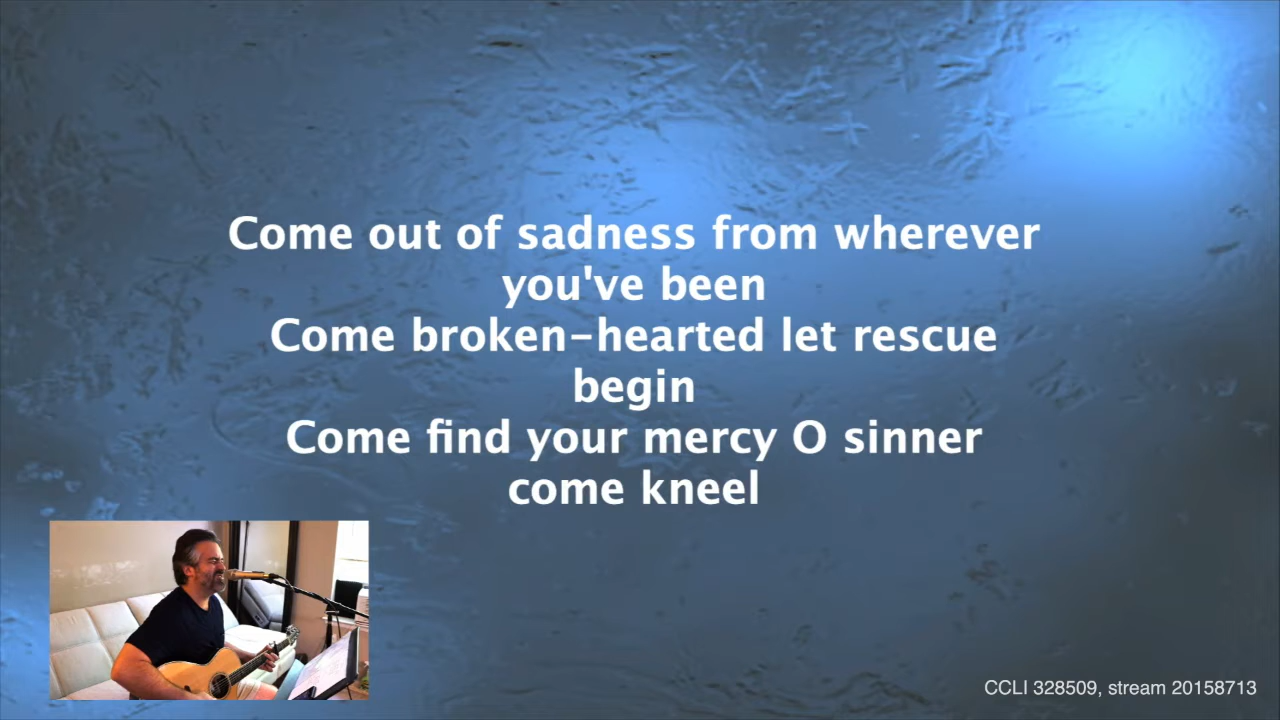 Come out of sadness from wherever
you've been
Come broken-hearted let rescue
begin
Come find your mercy O sinner
come kneel
CCLI 328509, stream 20158713